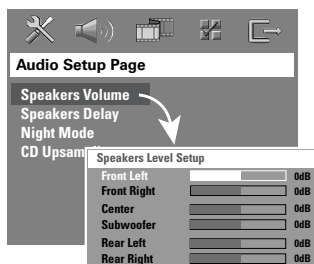 Audio Setup Page
Speakers Volume
Speakers Delay
Night Mode
CD Upsam
Speakers Level Setup
Front Left 0dB
Front Right 0dB
Center 0dB
Subwoofer 0dB
Rear Left 0dB
Rear Right 0dB